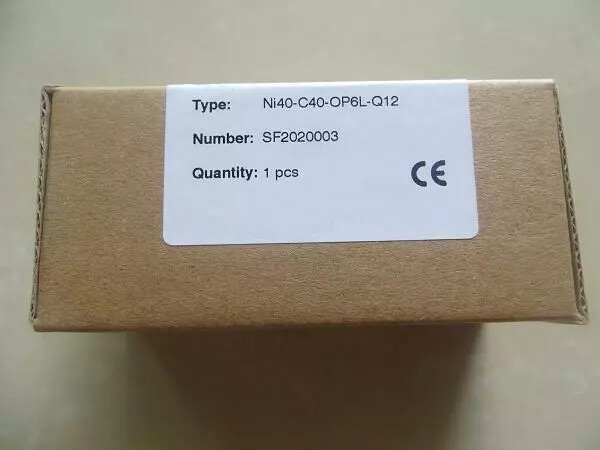 Type: Ni40-C40-OP6L-Q12
Number: SF2020003
Quantity: 1 pcs
CE